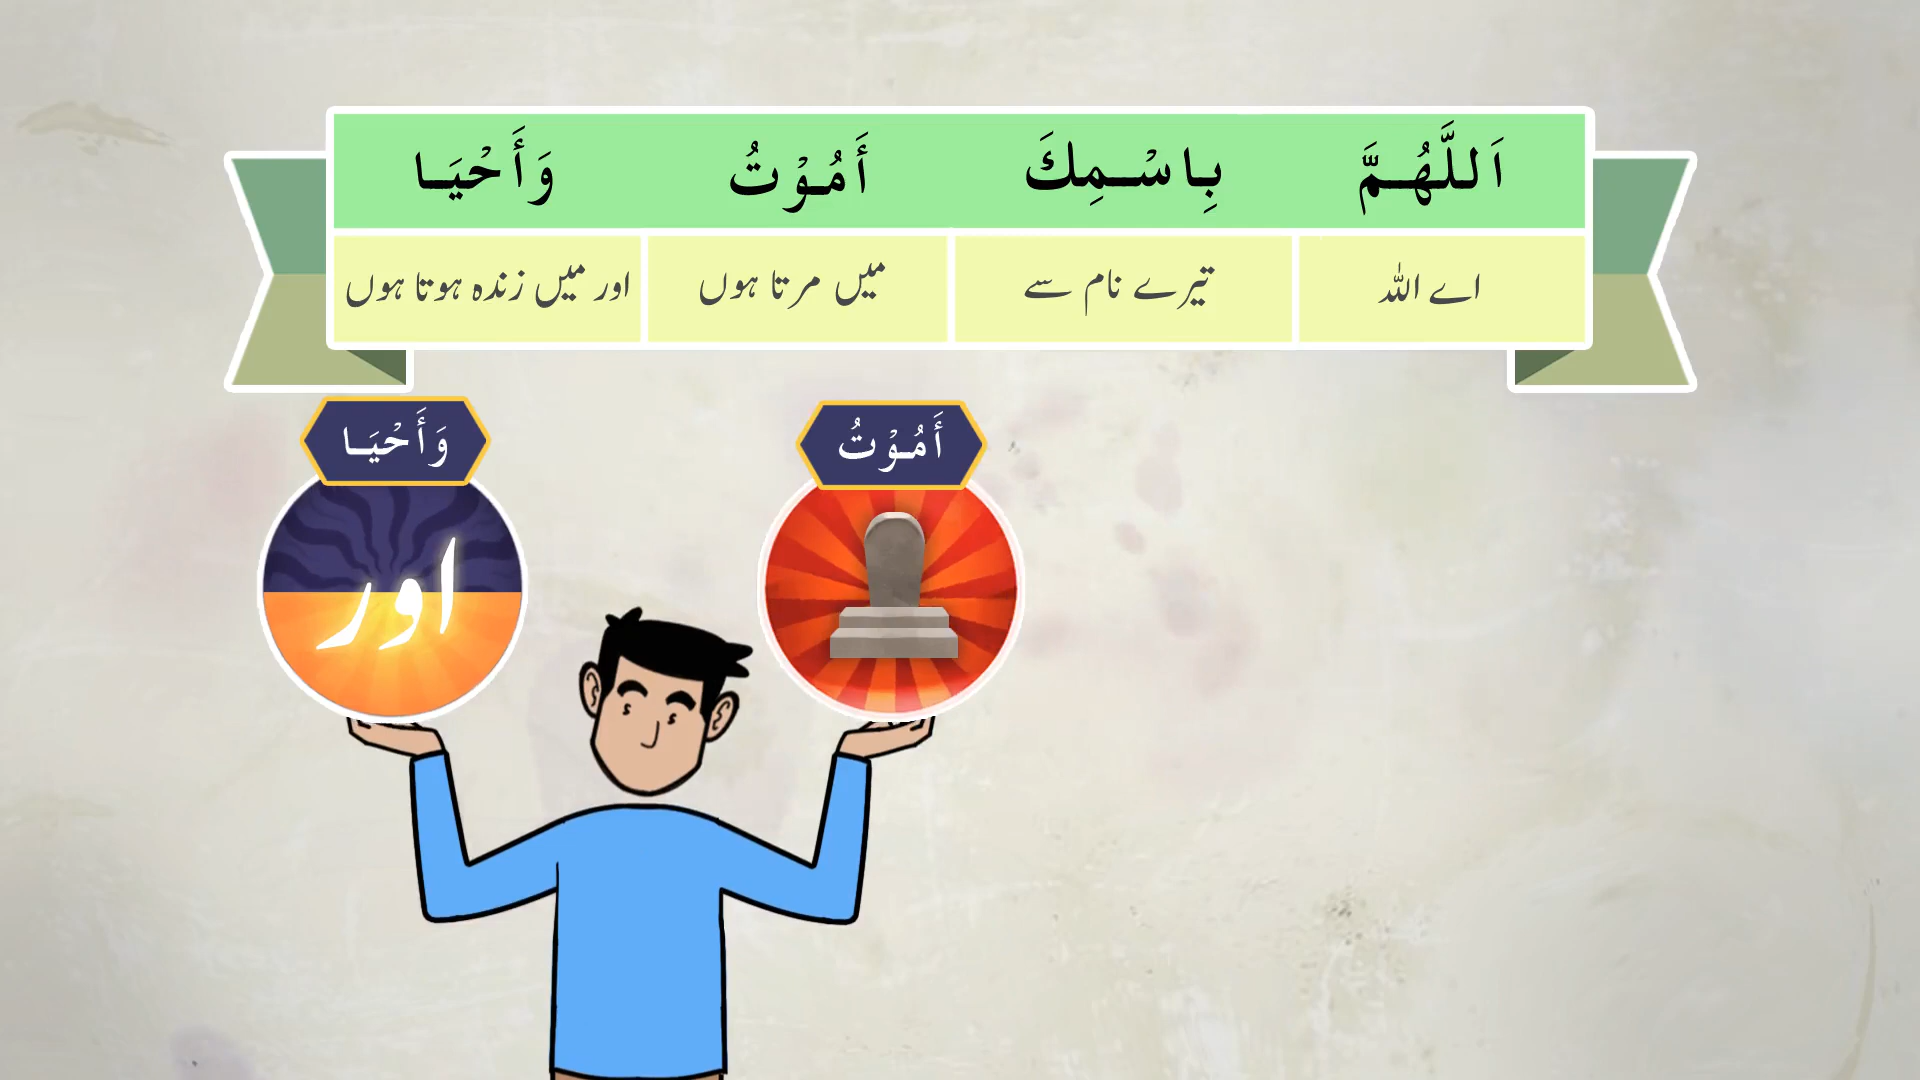 اَللَّهُمَّ بِاسْمِكَ أَمُوْتُ وَأَحْيَا
اے اللہ تیرے نام سے میں مرتا ہوں اور میں زندہ ہوتا ہوں
أَمُوْتُ وَأَحْيَا
اور